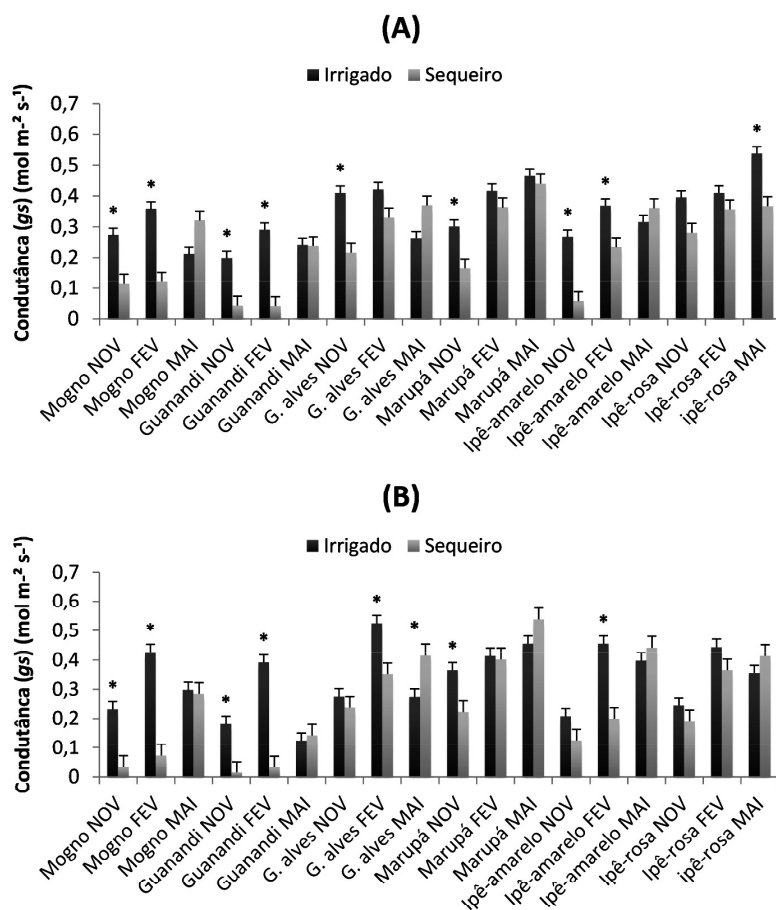 (A)
Irrigado Sequeiro
Condutânca (gs) (mol m-² s-¹)
0,7
0,6
0,5
0,4
0,3
0,2
0,1
0
* * * * * * * * *
Mogno NOV
Mogno FEV
Mogno MAI
Guanandi NOV
Guanandi FEV
Guanandi MAI
G. alves NOV
G. alves FEV
G. alves MAI
Marupá NOV
Marupá FEV
Marupá MAI
Ipê-amarelo NOV
Ipê-amarelo FEV
Ipê-amarelo MAI
Ipê-rosa NOV
Ipê-rosa FEV
ipê-rosa MAI
(B)
Irrigado Sequeiro
Condutânca (gs) (mol m-² s-¹)
0,7
0,6
0,5
0,4
0,3
0,2
0,1
0
* * * * * * * *
Mogno NOV
Mogno FEV
Mogno MAI
Guanandi NOV
Guanandi FEV
Guanandi MAI
G. alves NOV
G. alves FEV
G. alves MAI
Marupá NOV
Marupá FEV
Marupá MAI
Ipê-amarelo NOV
Ipê-amarelo FEV
Ipê-amarelo MAI
Ipê-rosa NOV
Ipê-rosa FEV
ipê-rosa MAI